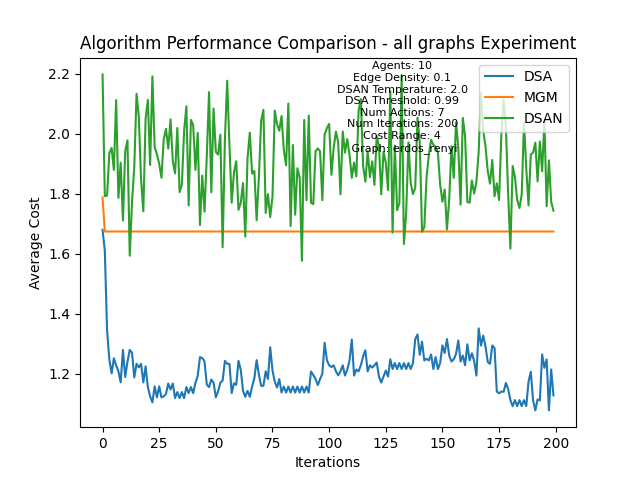 Algorithm Performance Comparison - all graphs Experiment
Agents: 10
Edge Density: 0.1
DSAN Temperature: 2.0
DSA Threshold: 0.99
Num Actions: 7
Num Iterations: 200
Cost Range: 4
Graph: erdos_renyi
DSA
MGM
DSAN
Average Cost
2.2
2.0
1.8
1.6
1.4
1.2
0
25
50
75
100
125
150
175
200
Iterations